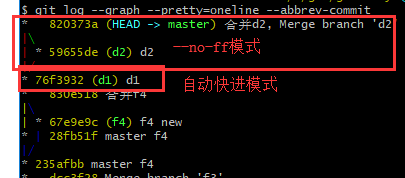 $ git log --graph --pretty=oneline --abbrev-commit
*   820373a (HEAD -> master) 合并d2, Merge branch 'd2
|\
| * 59655de (d2) d2
--no-ff模式
|/
* 76f3932 (d1) d1
自动快进模式
*   830e518 合并f4
|\
| * 67e9e9c (f4) f4 new
* | 28fb51f master f4
|/
* 235afbb master f4
*   dcc3f28 Merge branch 'f3'